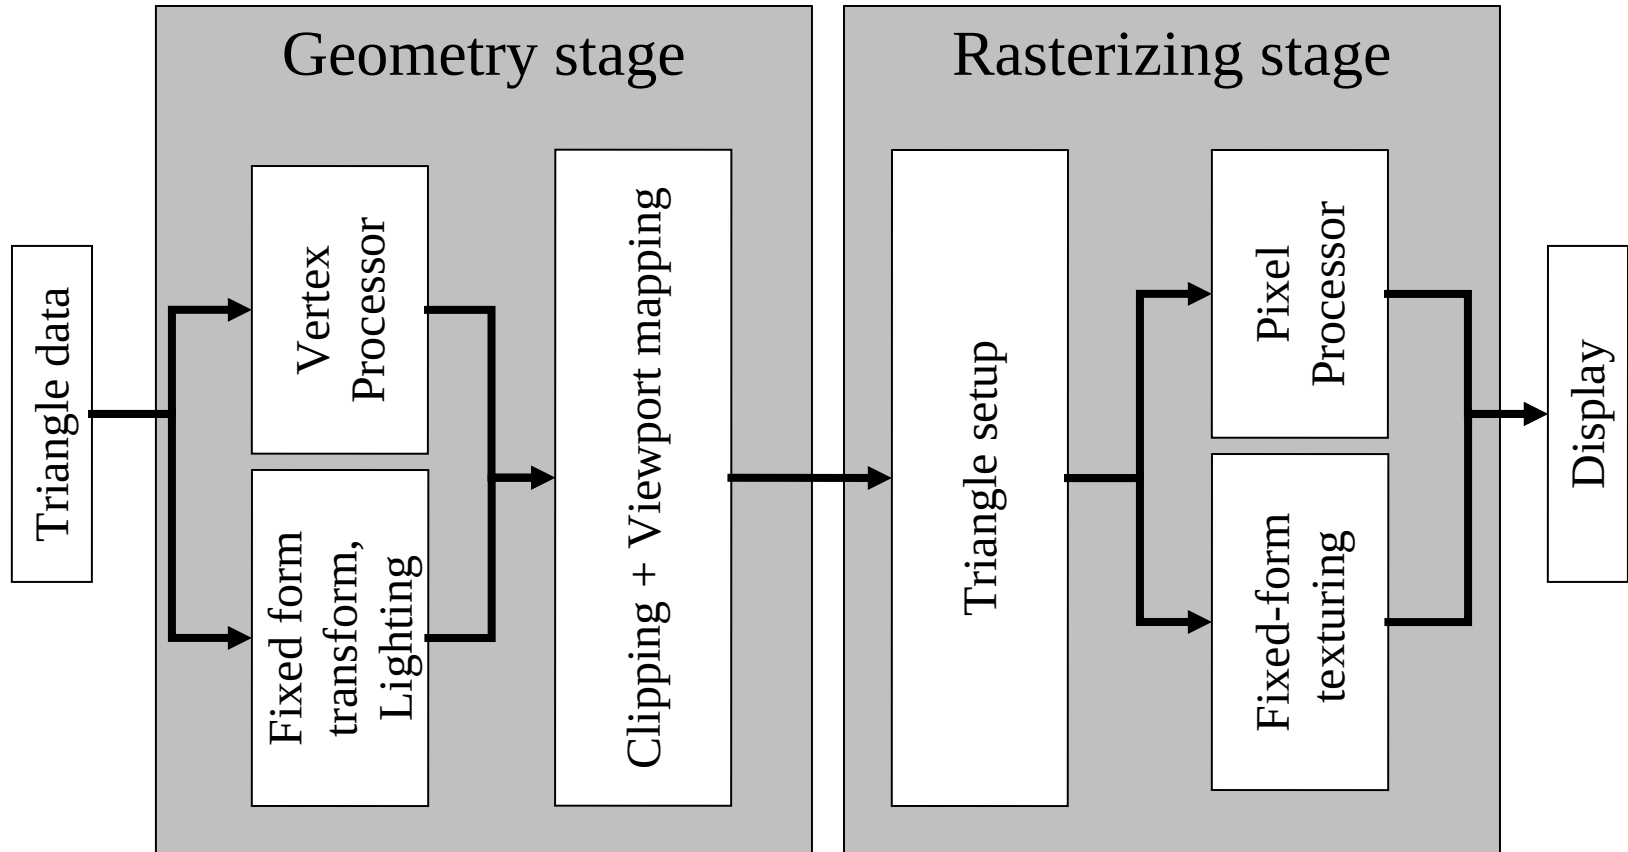 Geometry stage
Rasterizing stage
Triangle data
Vertex
Processor
Fixed form
transform,
Lighting
Clipping + Viewport mapping
Triangle setup
Pixel
Processor
Fixed-form
texturing
Display